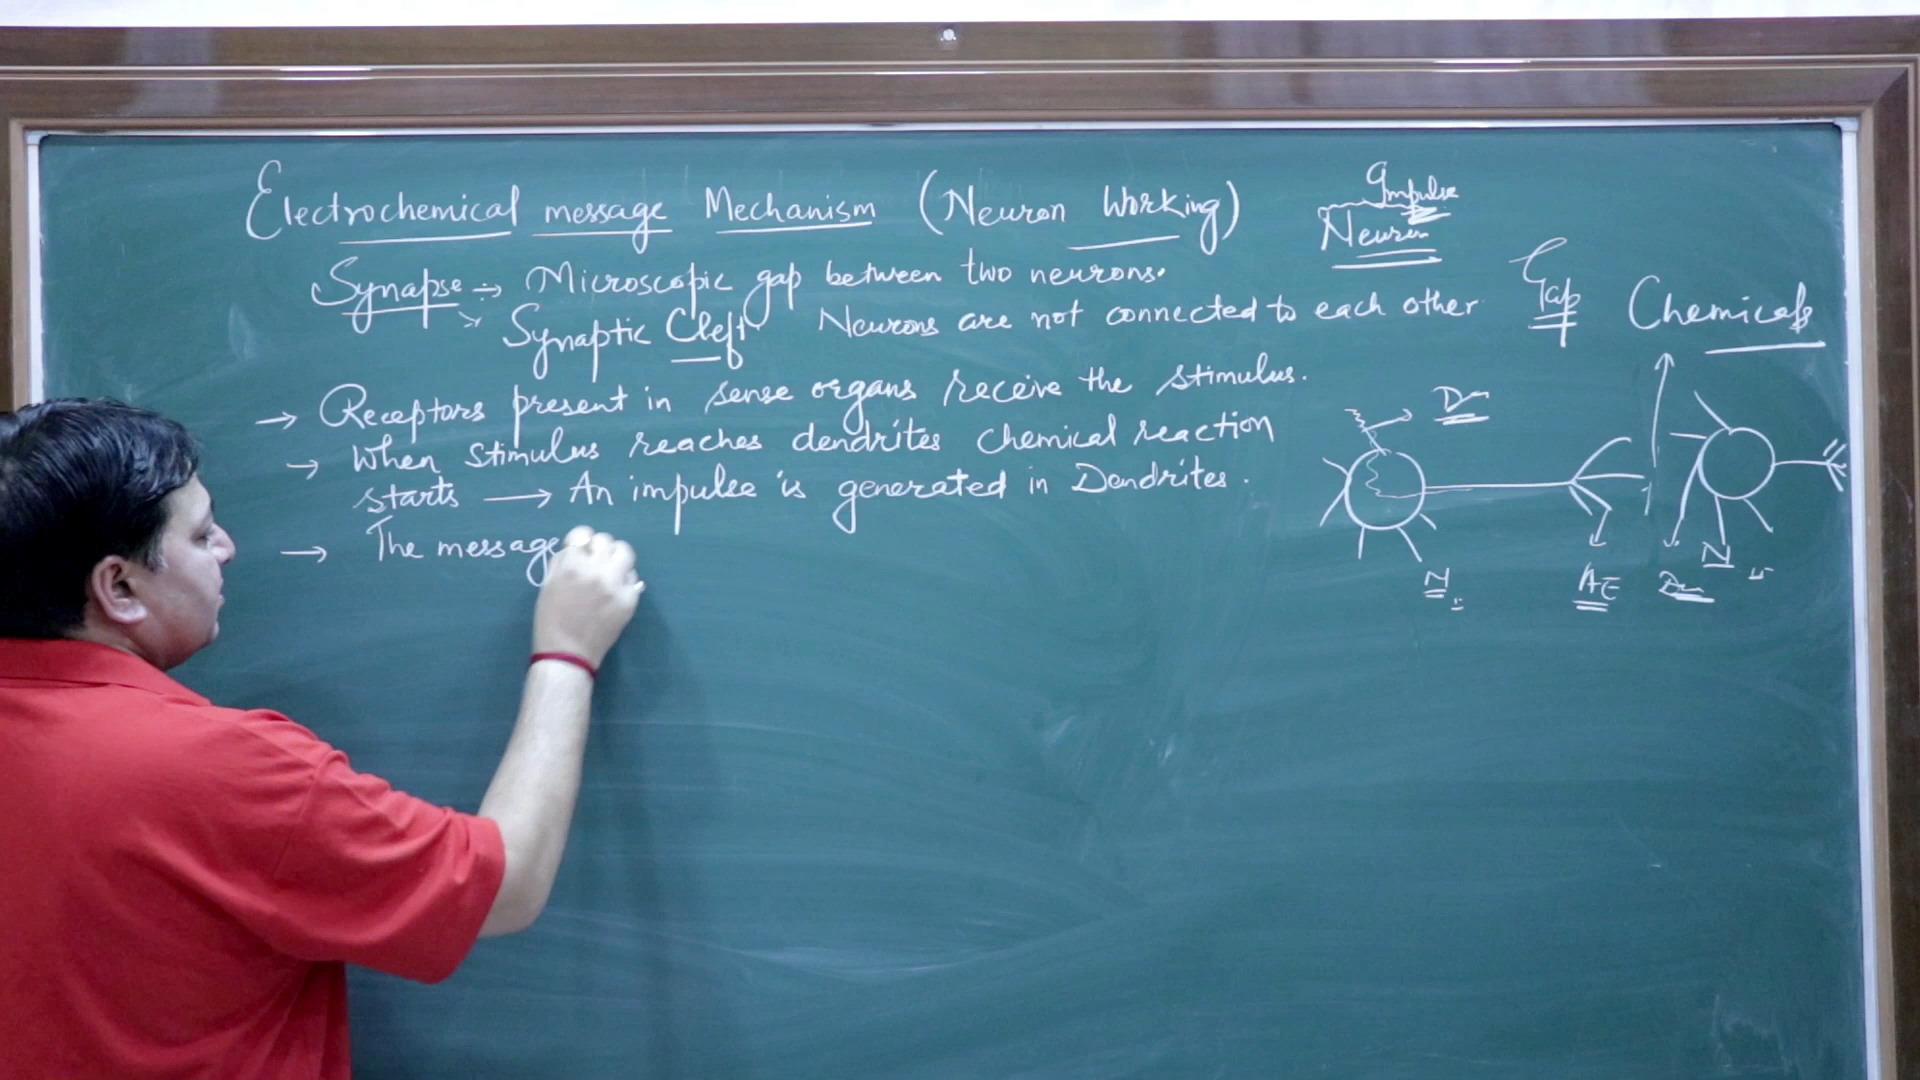 Electrochemical message Mechanism (Neuron Working)
Impulse
Neuron
Synapse :→ Microscopic gap between two neurons.
Synaptic Cleft. Neurons are not connected to each other
Gap
Chemicals
→ Receptors present in sense organs receive the stimulus.
→ When stimulus reaches dendrites chemical reaction
starts → An impulse is generated in Dendrites.
→ The message
Dn
N
AE
Dn
N